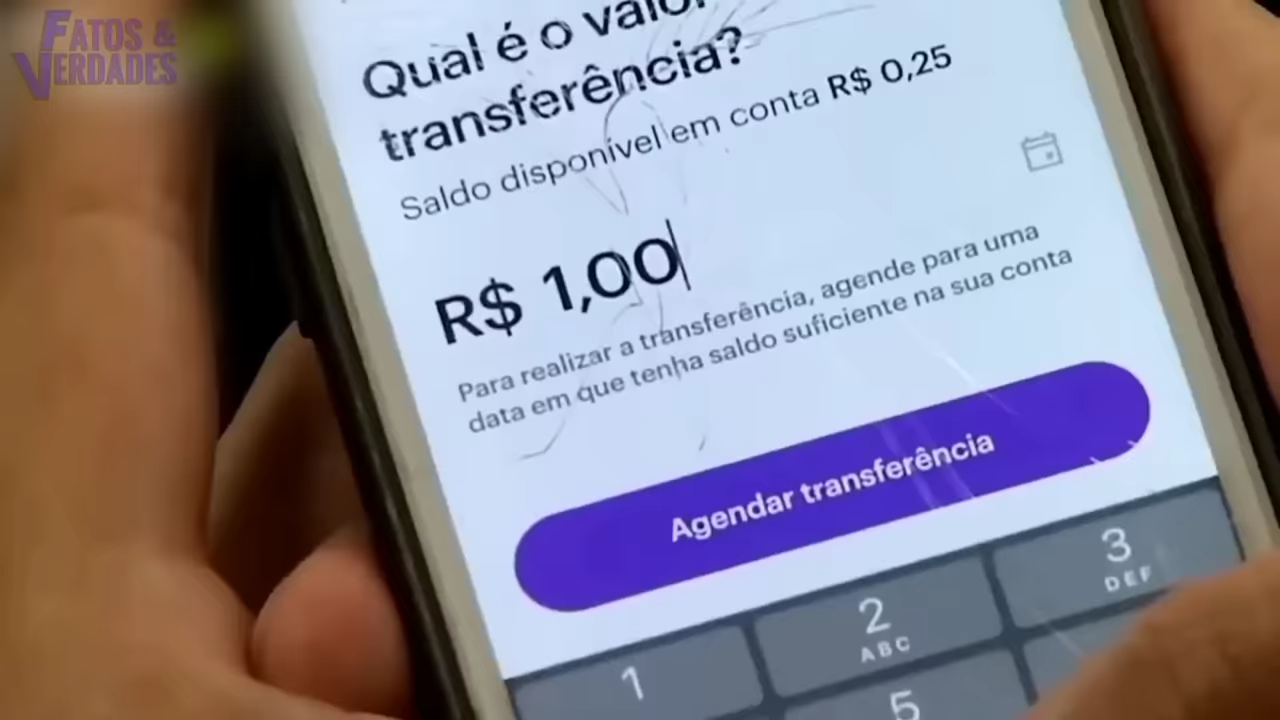 FATOS &
VERDADES
Qual é o valor
transferência?
Saldo disponível em conta R$ 0,25
R$ 1,00
Para realizar a transferência, agende para uma
data em que tenha saldo suficiente na sua conta
Agendar transferência
1
2
ABC
3
DEF
5